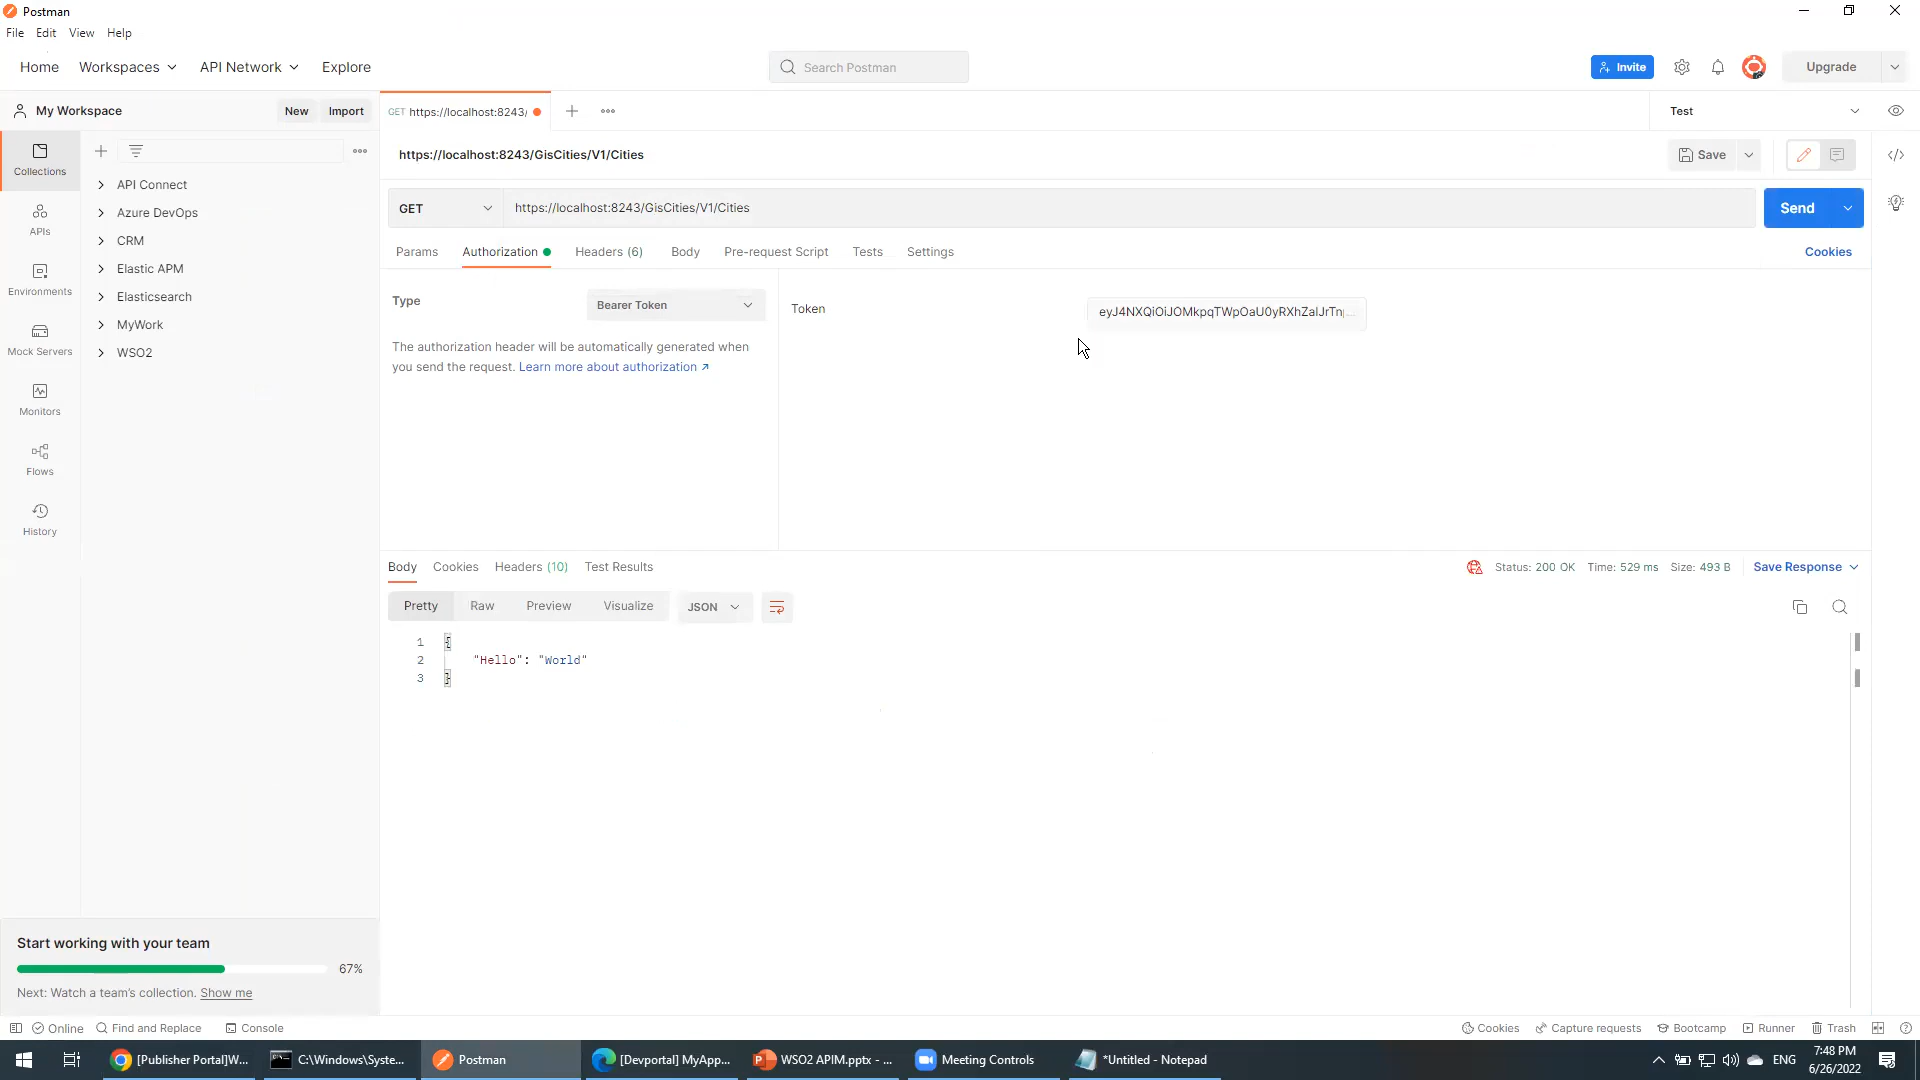 Postman
File Edit View Help
Home Workspaces API Network Explore
Search Postman
Invite
Upgrade
My Workspace
New Import
GET https://localhost:8243/
Test
Collections
APIs
Environments
Mock Servers
Monitors
Flows
History
API Connect
Azure DevOps
CRM
Elastic APM
Elasticsearch
MyWork
WSO2
https://localhost:8243/GisCities/V1/Cities
Save
GET https://localhost:8243/GisCities/V1/Cities
Send
Params Authorization Headers (6) Body Pre-request Script Tests Settings
Cookies
Type Bearer Token
The authorization header will be automatically generated when
you send the request. Learn more about authorization ↗
Token
Body Cookies Headers (10) Test Results
Status: 200 OK Time: 529 ms Size: 493 B Save Response
Pretty Raw Preview Visualize JSON
1 {
2 "Hello": "World"
3 }
Start working with your team
67%
Next: Watch a team's collection. Show me
Online Find and Replace Console
Cookies Capture requests Bootcamp Runner Trash
[Publisher Portal]W... C:\Windows\Syste... Postman [Devportal] MyApp... WSO2 APIM.pptx - ... Meeting Controls *Untitled - Notepad
ENG
7:48 PM
6/26/2022